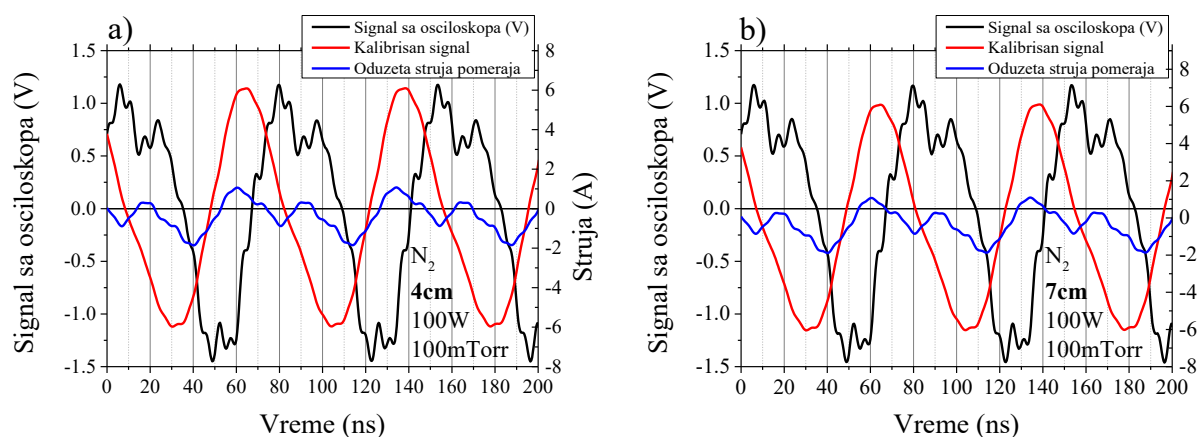 a)
Signal sa osciloskopa (V)
Kalibrisan signal
Oduzeta struja pomeraja
Signal sa osciloskopa (V)
1.5
1.0
0.5
0.0
-0.5
-1.0
-1.5
8
6
4
2
0
-2
-4
-6
-8
Struja (A)
N2
4cm
100W
100mTorr
0 20 40 60 80 100 120 140 160 180 200
Vreme (ns)
b)
Signal sa osciloskopa (V)
Kalibrisan signal
Oduzeta struja pomeraja
Signal sa osciloskopa (V)
1.5
1.0
0.5
0.0
-0.5
-1.0
-1.5
8
6
4
2
0
-2
-4
-6
-8
N2
7cm
100W
100mTorr
0 20 40 60 80 100 120 140 160 180 200
Vreme (ns)